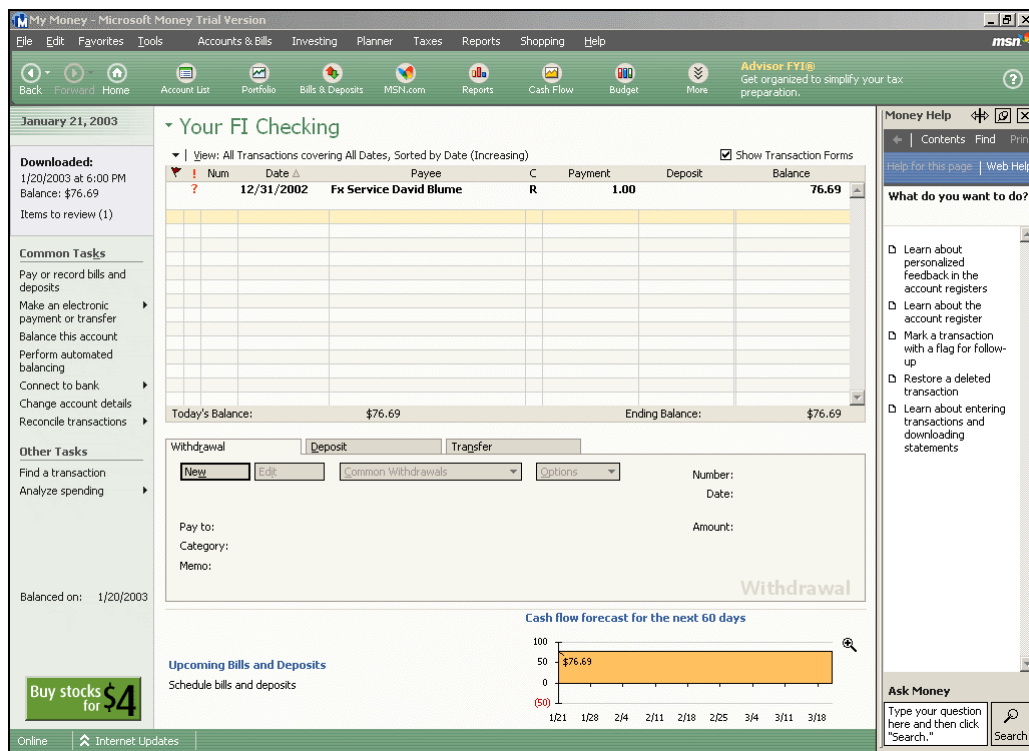 My Money - Microsoft Money Trial Version
File Edit Favorites Tools Accounts & Bills Investing Planner Taxes Reports Shopping Help
msn
Back Forward Home Account List Portfolio Bills & Deposits MSN.com Reports Cash Flow Budget More
Advisor FYI®
Get organized to simplify your tax
preparation.
January 21, 2003
Downloaded:
1/20/2003 at 6:00 PM
Balance: $76.69
Items to review (1)
Common Tasks
Pay or record bills and
deposits
Make an electronic
payment or transfer
Balance this account
Perform automated
balancing
Connect to bank
Change account details
Reconcile transactions
Other Tasks
Find a transaction
Analyze spending
Balanced on: 1/20/2003
Buy stocks
for $4
Your FI Checking
View: All Transactions covering All Dates, Sorted by Date (Increasing)
Show Transaction Forms
! Num Date Payee C Payment Deposit Balance
? 12/31/2002 Fx Service David Blume R 1.00 76.69
Today's Balance: $76.69 Ending Balance: $76.69
Withdrawal Deposit Transfer
New Edit Common Withdrawals Options
Number:
Date:
Pay to: Amount:
Category:
Memo:
Withdrawal
Upcoming Bills and Deposits
Schedule bills and deposits
Cash flow forecast for the next 60 days
100
50
$76.69
0
(50)
1/21 1/28 2/4 2/11 2/18 2/25 3/4 3/11 3/18
Money Help
Contents Find Prin
Help for this page Web Help
What do you want to do?
Learn about
personalized
feedback in the
account registers
Learn about the
account register
Mark a transaction
with a flag for follow-
up
Restore a deleted
transaction
Learn about entering
transactions and
downloading
statements
Ask Money
Type your question
here and then click
"Search."
Search
Online Internet Updates